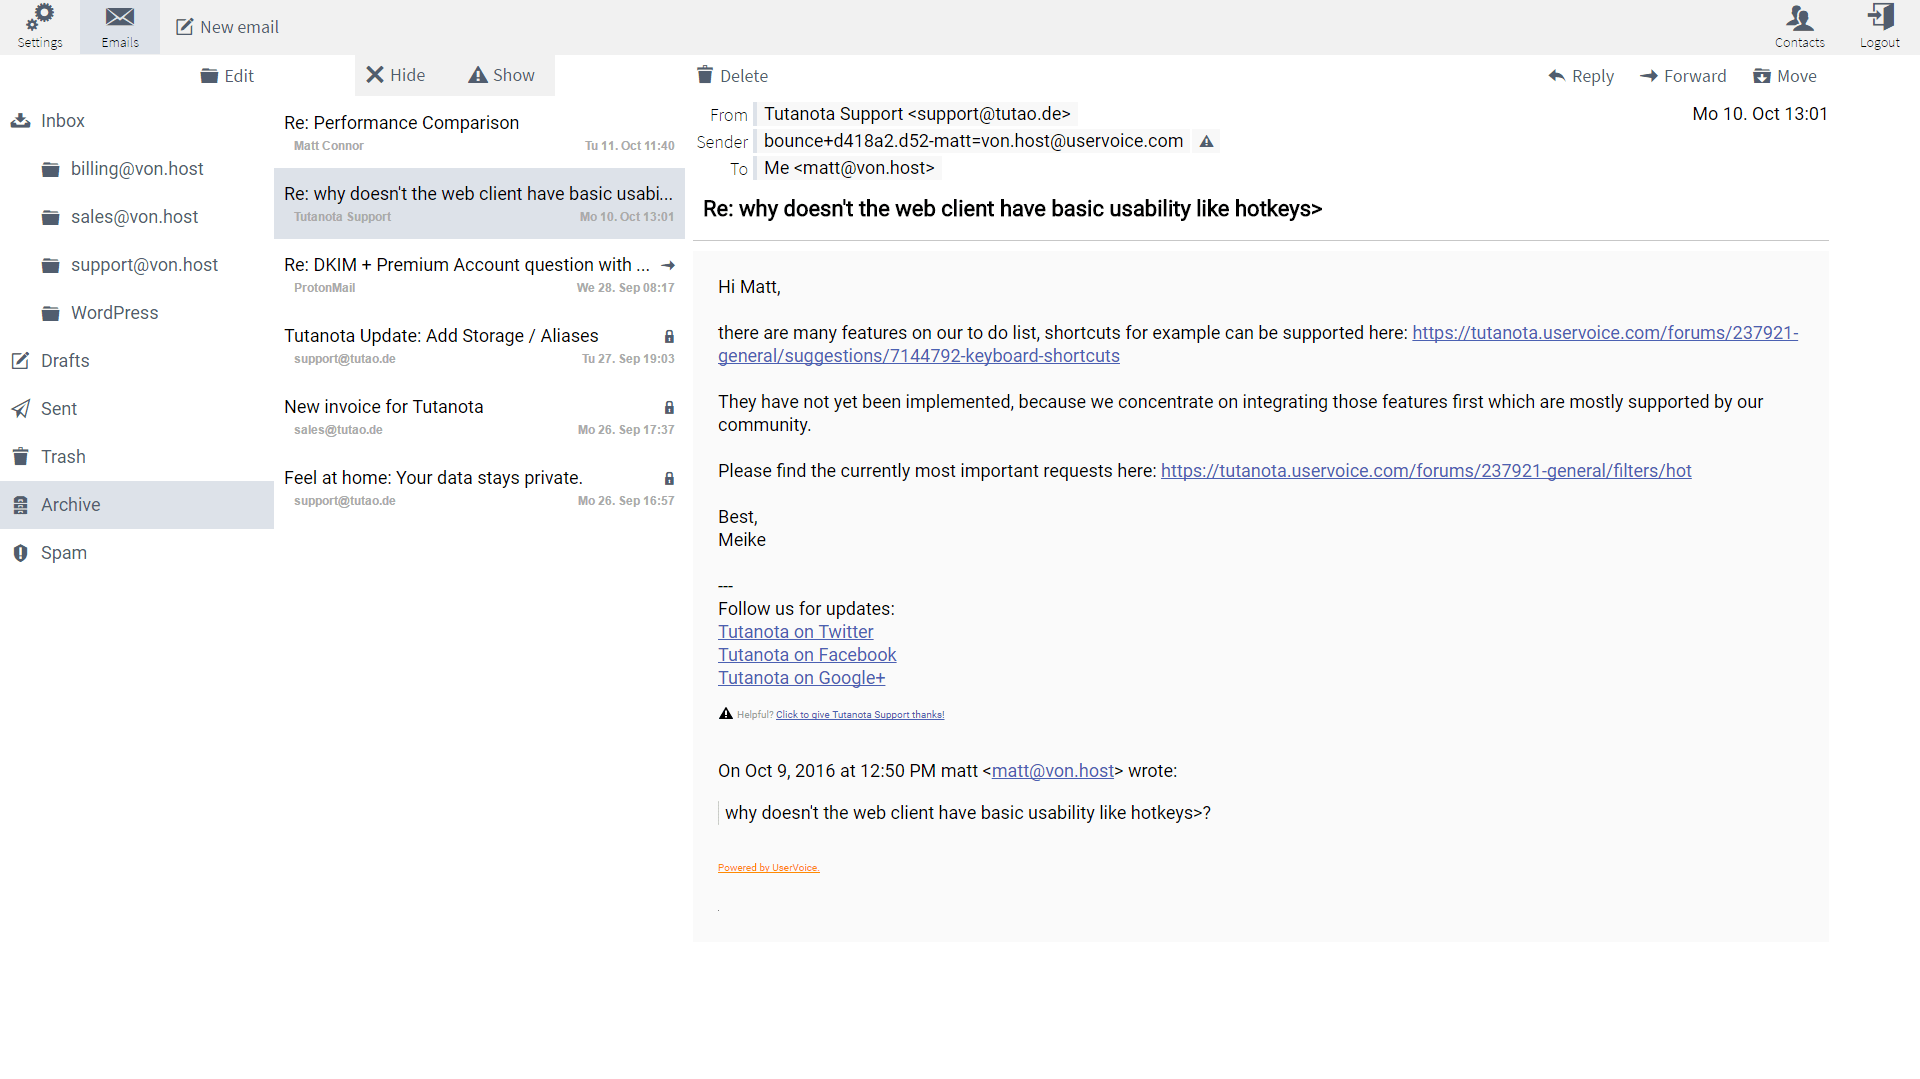 Settings
Emails
New email
Contacts
Logout
Edit
Hide
Show
Delete
Reply
Forward
Move
Inbox
billing@von.host
sales@von.host
support@von.host
WordPress
Drafts
Sent
Trash
Archive
Spam
Re: Performance Comparison
Matt Connor Tu 11. Oct 11:40
Re: why doesn't the web client have basic usabi...
Tutanota Support Mo 10. Oct 13:01
Re: DKIM + Premium Account question with ...
ProtonMail We 28. Sep 08:17
Tutanota Update: Add Storage / Aliases
support@tutao.de Tu 27. Sep 19:03
New invoice for Tutanota
sales@tutao.de Mo 26. Sep 17:37
Feel at home: Your data stays private.
support@tutao.de Mo 26. Sep 16:57
From Tutanota Support <support@tutao.de> Mo 10. Oct 13:01
Sender bounce+d418a2.d52-matt=von.host@uservoice.com
To Me <matt@von.host>
Re: why doesn't the web client have basic usability like hotkeys>
Hi Matt,
there are many features on our to do list, shortcuts for example can be supported here: https://tutanota.uservoice.com/forums/237921-
general/suggestions/7144792-keyboard-shortcuts
They have not yet been implemented, because we concentrate on integrating those features first which are mostly supported by our
community.
Please find the currently most important requests here: https://tutanota.uservoice.com/forums/237921-general/filters/hot
Best,
Meike
---
Follow us for updates:
Tutanota on Twitter
Tutanota on Facebook
Tutanota on Google+
Helpful? Click to give Tutanota Support thanks!
On Oct 9, 2016 at 12:50 PM matt <matt@von.host> wrote:
why doesn't the web client have basic usability like hotkeys>?
Powered by UserVoice.
.